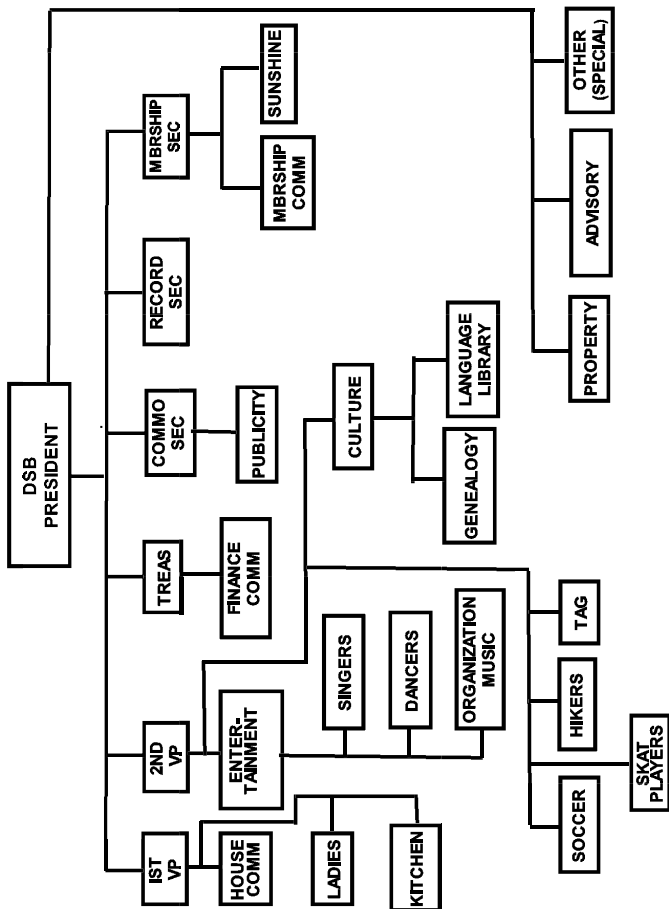 DSB
PRESIDENT
IST
VP
2ND
VP
TREAS
COMMO
SEC
RECORD
SEC
MBRSHIP
SEC
HOUSE
COMM
ENTER-
TAINMENT
FINANCE
COMM
PUBLICITY
MBRSHIP
COMM
SUNSHINE
LADIES
KITCHEN
SINGERS
DANCERS
ORGANIZATION
MUSIC
CULTURE
GENEALOGY
LANGUAGE
LIBRARY
SOCCER
SKAT
PLAYERS
HIKERS
TAG
PROPERTY
ADVISORY
OTHER
(SPECIAL)